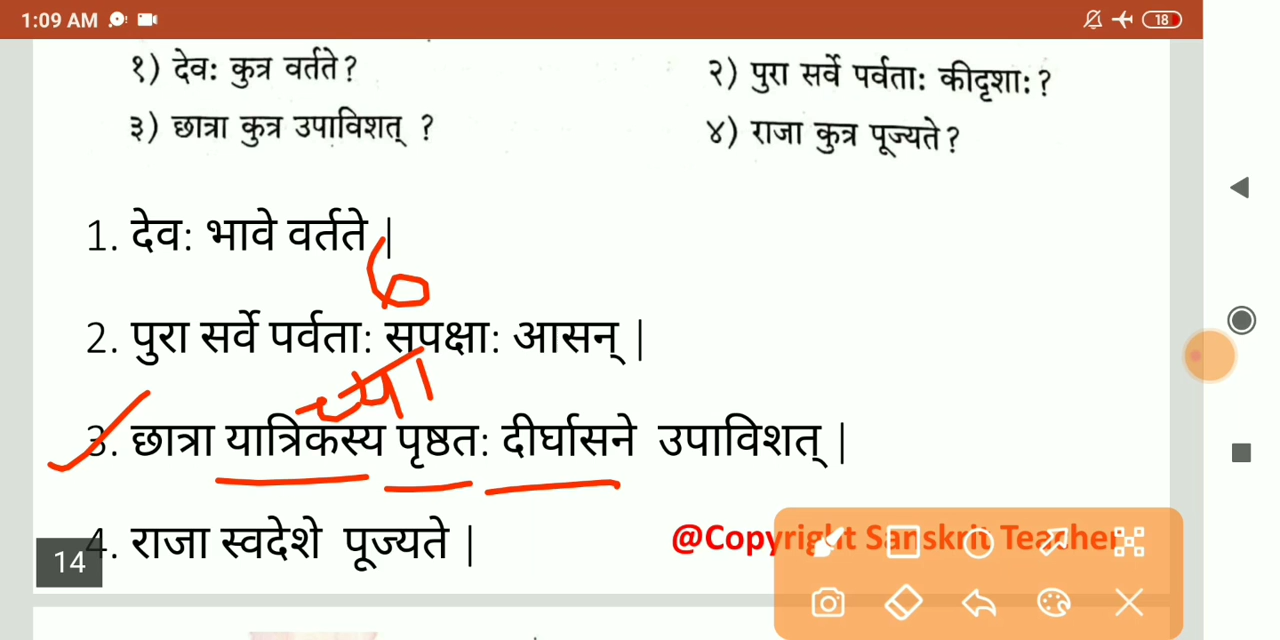 1:09 AM 18
१) देवः कुत्र वर्तते? २) पुरा सर्वे पर्वताः कीदृशाः?
३) छात्रा कुत्र उपाविशत् ? ४) राजा कुत्र पूज्यते?
1. देवः भावे वर्तते |
2. पुरा सर्वे पर्वताः सपक्षाः आसन् |
3. छात्रा यात्रिकस्य पृष्ठतः दीर्घासने उपाविशत् |
4. राजा स्वदेशे पूज्यते |
@Copyright Sanskrit Teacher
14